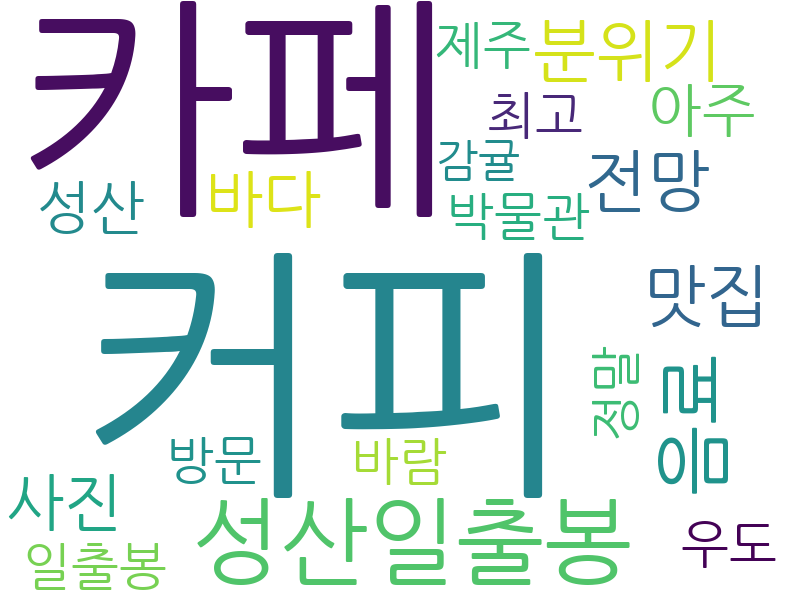 카페
제주
분위기
최고
아주
감귤
전망
성산
바다
박물관
커피
맛집
정말
음료
방문
바람
사진
성산일출봉
우도
일출봉